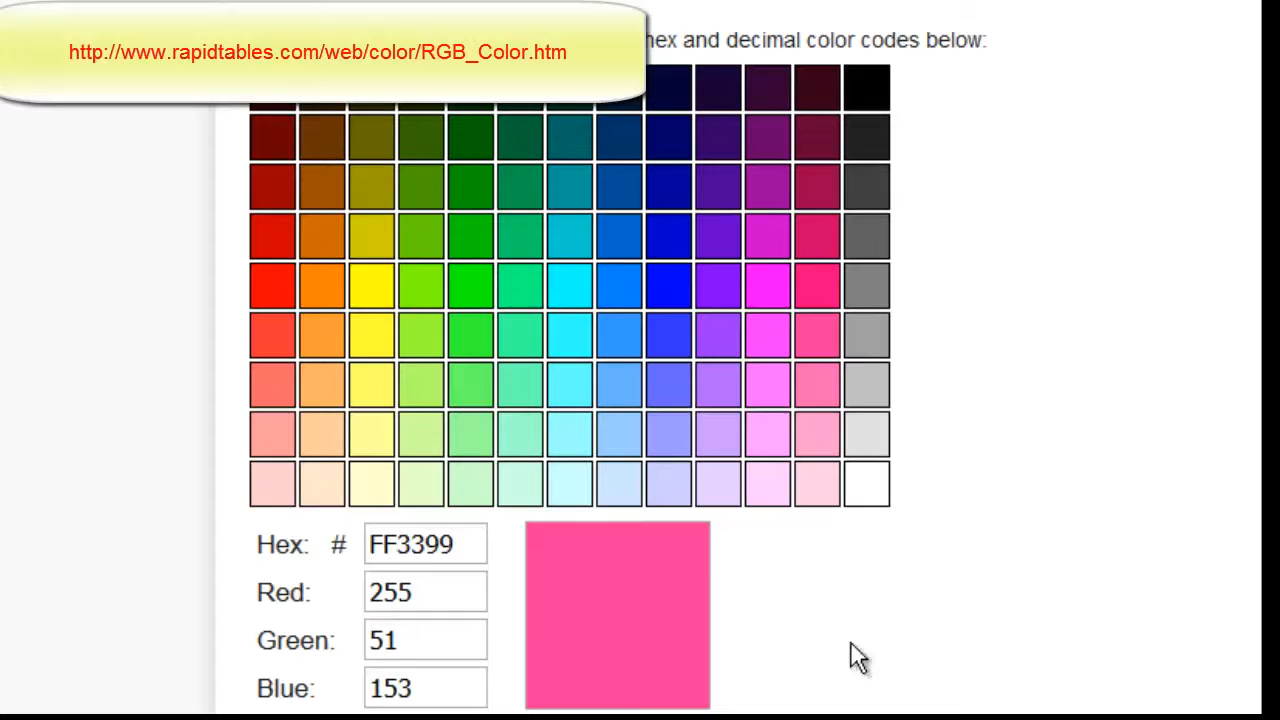 http://www.rapidtables.com/web/color/RGB_Color.htm
hex and decimal color codes below:
Hex: # FF3399
Red: 255
Green: 51
Blue: 153